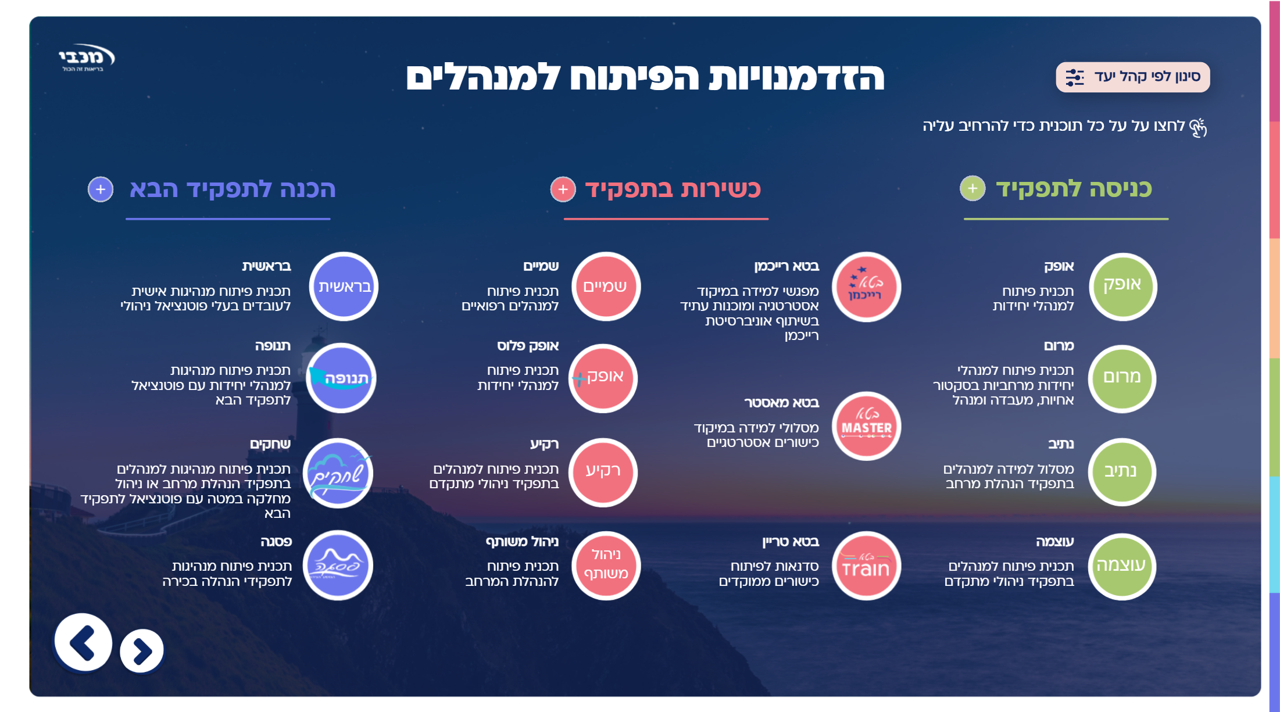 מכבי
בריאות זה הכול
הזדמנויות הפיתוח למנהלים
סינון לפי קהל יעד
לחצו על על כל תוכנית כדי להרחיב עליה
כניסה לתפקיד
+
אופק
אופק
תכנית פיתוח
למנהלי יחידות
מרום
מרום
תכנית פיתוח למנהלי
יחידות מרחביות בסקטור
אחיות, מעבדה ומנהל
נתיב
נתיב
מסלול למידה למנהלים
בתפקיד הנהלת מרחב
עוצמה
עוצמה
תכנית פיתוח למנהלים
בתפקיד ניהולי מתקדם
כשירות בתפקיד
+
בטא רייכמן
בטא רייכמן
מפגשי למידה במיקוד
אסטרטגיה ומוכנות עתיד
בשיתוף אוניברסיטת
רייכמן
בטא MASTER
בטא מאסטר
מסלולי למידה במיקוד
כישורים אסטרטגיים
בטא Train
בטא טריין
סדנאות לפיתוח
כישורים ממוקדים
שמיים
שמיים
תכנית פיתוח
למנהלים רפואיים
אופק+
אופק פלוס
תכנית פיתוח
למנהלי יחידות
רקיע
רקיע
תכנית פיתוח למנהלים
בתפקיד ניהולי מתקדם
ניהול
משותף
ניהול משותף
תכנית פיתוח
להנהלת המרחב
הכנה לתפקיד הבא
+
בראשית
בראשית
תכנית פיתוח מנהיגות אישית
לעובדים בעלי פוטנציאל ניהולי
תנופה
תנופה
תכנית פיתוח מנהיגות
למנהלי יחידות עם פוטנציאל
לתפקיד הבא
שחקים
שחקים
תכנית פיתוח מנהיגות למנהלים
בתפקיד הנהלת מרחב או ניהול
מחלקה במטה עם פוטנציאל לתפקיד
הבא
פסגה
פסגה
תכנית פיתוח מנהיגות
לתפקידי הנהלה בכירה